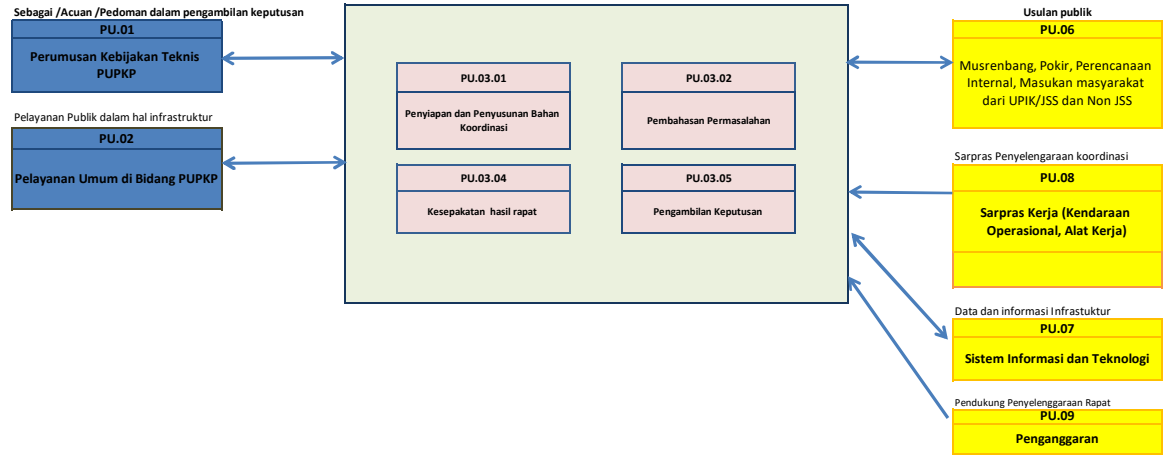 Sebagai /Acuan /Pedoman dalam pengambilan keputusan
PU.01
Perumusan Kebijakan Teknis
PUPKP
Pelayanan Publik dalam hal infrastruktur
PU.02
Pelayanan Umum di Bidang PUPKP
PU.03.01
Penyiapan dan Penyusunan Bahan
Koordinasi
PU.03.02
Pembahasan Permasalahan
PU.03.04
Kesepakatan hasil rapat
PU.03.05
Pengambilan Keputusan
Usulan publik
PU.06
Musrenbang, Pokir, Perencanaan
Internal, Masukan masyarakat
dari UPIK/JSS dan Non JSS
Sarpras Penyelengaraan koordinasi
PU.08
Sarpras Kerja (Kendaraan
Operasional, Alat Kerja)
Data dan informasi Infrastuktur
PU.07
Sistem Informasi dan Teknologi
Pendukung Penyelenggaraan Rapat
PU.09
Penganggaran